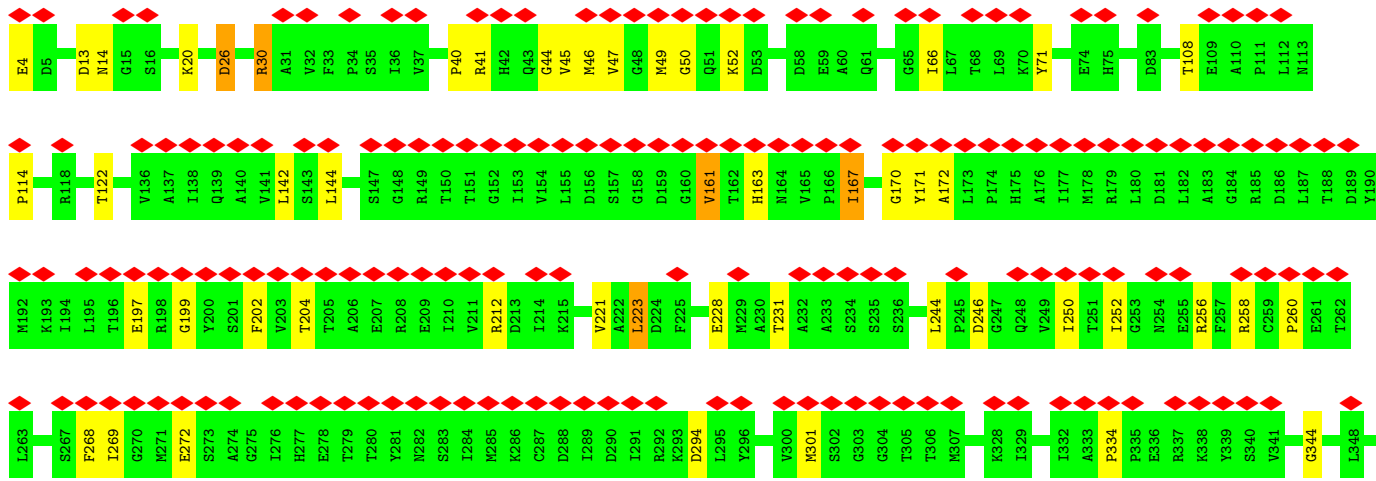 E4 D5 D13 N14 G15 S16 K20 D26 R30 A31 V32 F33 P34 S35 I36 V37 P40 R41 H42 Q43 G44 V45 M46 V47 G48 M49 G50 Q51 K52 D53 D58 E59 A60 Q61 G65 I66 L67 T68 L69 K70 Y71 E74 H75 D83 T108 E109 A110 P111 L112 N113
P114 R118 T122 V136 A137 I138 Q139 A140 V141 L142 S143 L144 S147 G148 R149 T150 T151 G152 I153 V154 L155 D156 S157 G158 D159 G160 V161 T162 H163 N164 V165 P166 I167 G170 Y171 A172 L173 P174 H175 A176 I177 M178 R179 L180 D181 L182 A183 G184 R185 D186 L187 T188 D189 Y190
M192 K193 I194 L195 T196 E197 R198 G199 Y200 S201 F202 V203 T204 T205 A206 E207 R208 E209 I210 V211 R212 D213 I214 K215 V221 A222 L223 D224 F225 E228 M229 A230 T231 A232 A233 S234 S235 S236 L244 P245 D246 G247 Q248 V249 I250 T251 I252 G253 N254 E255 R256 F257 R258 C259 P260 E261 T262
L263 S267 F268 I269 G270 M271 E272 S273 A274 G275 I276 H277 E278 T279 T280 Y281 N282 S283 I284 M285 K286 C287 D288 I289 D290 I291 R292 K293 D294 L295 Y296 V300 M301 S302 G303 G304 T305 T306 M307 K328 I329 I332 A333 P334 P335 E336 R337 K338 Y339 S340 V341 G344 L348